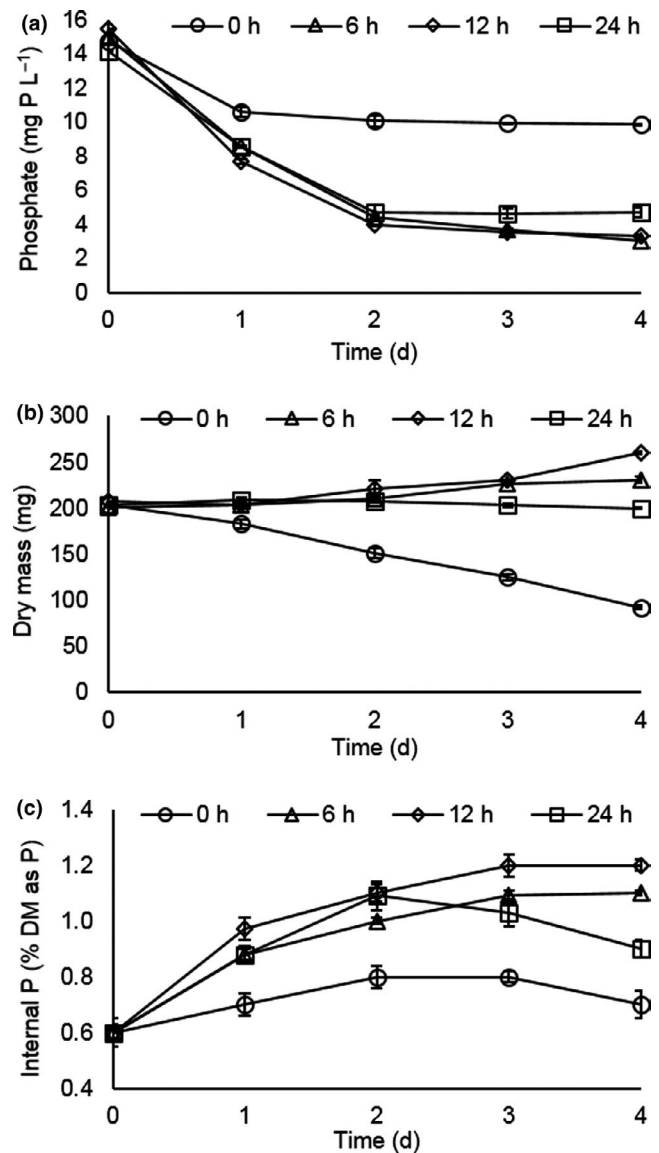 (a) 16
0 h 6 h 12 h 24 h
14
12
10
8
6
4
2
0
Phosphate (mg P L⁻¹)
0 1 2 3 4
Time (d)
(b) 300
0 h 6 h 12 h 24 h
250
200
150
100
50
0
Dry mass (mg)
0 1 2 3 4
Time (d)
(c) 1.4
0 h 6 h 12 h 24 h
1.2
1.0
0.8
0.6
0.4
Internal P (% DM as P)
0 1 2 3 4
Time (d)